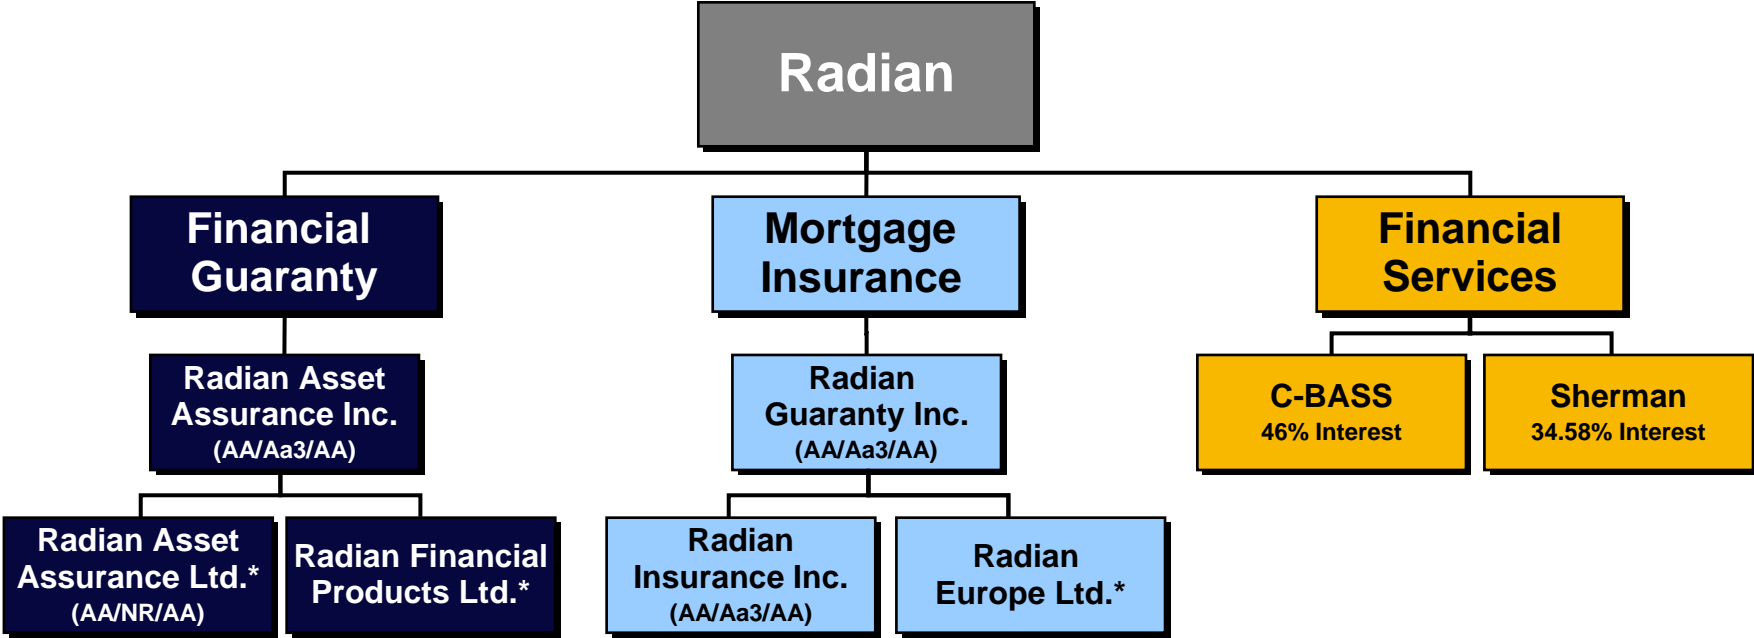 Radian
Financial
Guaranty
Mortgage
Insurance
Financial
Services
Radian Asset
Assurance Inc.
(AA/Aa3/AA)
Radian
Guaranty Inc.
(AA/Aa3/AA)
C-BASS
46% Interest
Sherman
34.58% Interest
Radian Asset
Assurance Ltd.*
(AA/NR/AA)
Radian Financial
Products Ltd.*
Radian
Insurance Inc.
(AA/Aa3/AA)
Radian
Europe Ltd.*